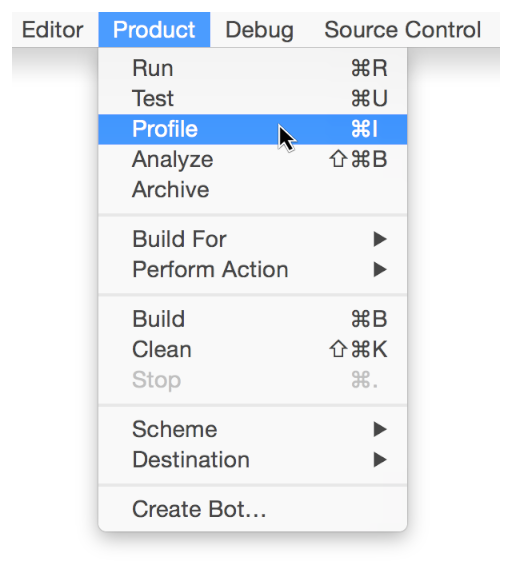 Editor Product Debug Source Control
Run ⌘R
Test ⌘U
Profile ⌘I
Analyze ⇧⌘B
Archive
Build For ▶
Perform Action ▶
Build ⌘B
Clean ⇧⌘K
Stop ⌘.
Scheme ▶
Destination ▶
Create Bot…